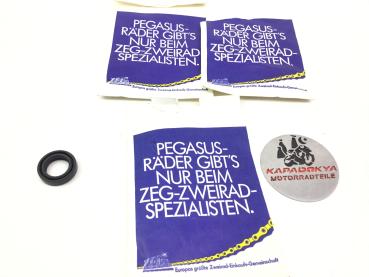 PEGASUS-
RÄDER GIBT'S
NUR BEIM
ZEG-ZWEIRAD-
SPEZIALISTEN.
PEGASUS-
RÄDER GIBT'S
NUR BEIM
ZEG-ZWEIRAD-
SPEZIALISTEN.
PEGASUS-
RÄDER GIBT'S
NUR BEIM
ZEG-ZWEIRAD-
SPEZIALISTEN.
Europas größte Zweirad-Einkaufs-Gemeinschaft
KAPADOKYA
MOTORRADTEILE